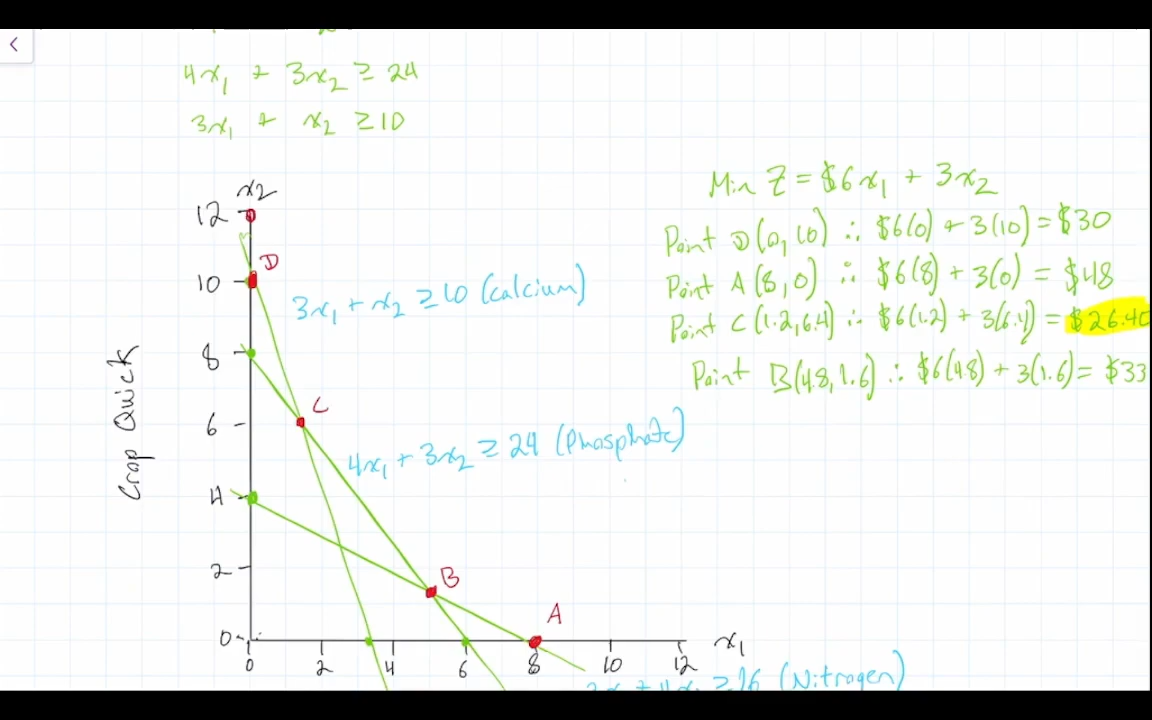 4x₁ + 3x₂ ≥ 24
3x₁ + x₂ ≥ 10
Min Z = $6x₁ + 3x₂
Point D(0,10) ∴ $6(0) + 3(10) = $30
Point A(8,0) ∴ $6(8) + 3(0) = $48
Point C(1.2,6.4) ∴ $6(1.2) + 3(6.4) = $26.40
Point B(4.8,1.6) ∴ $6(4.8) + 3(1.6) = $33
x₂
12
D
10
3x₁ + x₂ ≥ 10 (Calcium)
8
C
6
4x₁ + 3x₂ ≥ 24 (Phosphate)
Crop Quick
4
2
B
A
0
x₁
0 2 4 6 8 10 12
(Nitrogen)